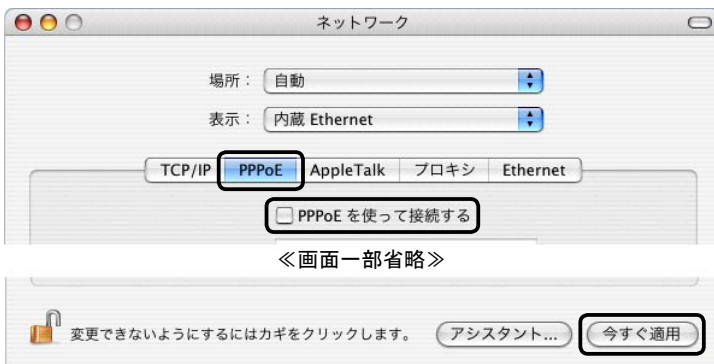 ネットワーク
場所： 自動
表示： 内蔵 Ethernet
TCP/IP PPPoE AppleTalk プロキシ Ethernet
PPPoE を使って接続する
≪画面一部省略≫
変更できないようにするにはカギをクリックします。 アシスタント... 今すぐ適用